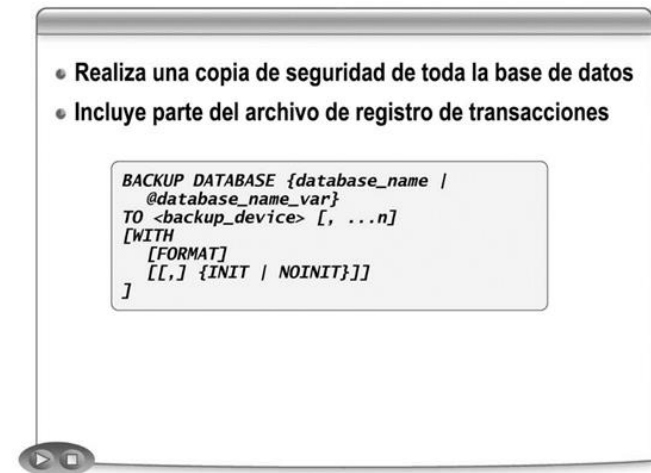 Realiza una copia de seguridad de toda la base de datos
Incluye parte del archivo de registro de transacciones
BACKUP DATABASE {database_name |
@database_name_var}
TO <backup_device> [, ...n]
[WITH
[FORMAT]
[[,] {INIT | NOINIT}]]
]